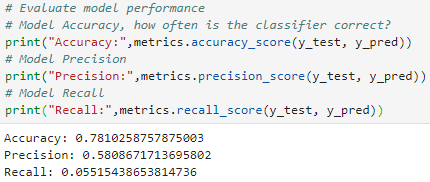 # Evaluate model performance
# Model Accuracy, how often is the classifier correct?
print("Accuracy:",metrics.accuracy_score(y_test, y_pred))
# Model Precision
print("Precision:",metrics.precision_score(y_test, y_pred))
# Model Recall
print("Recall:",metrics.recall_score(y_test, y_pred))
Accuracy: 0.7810258757875003
Precision: 0.5808671713695802
Recall: 0.05515438653814736